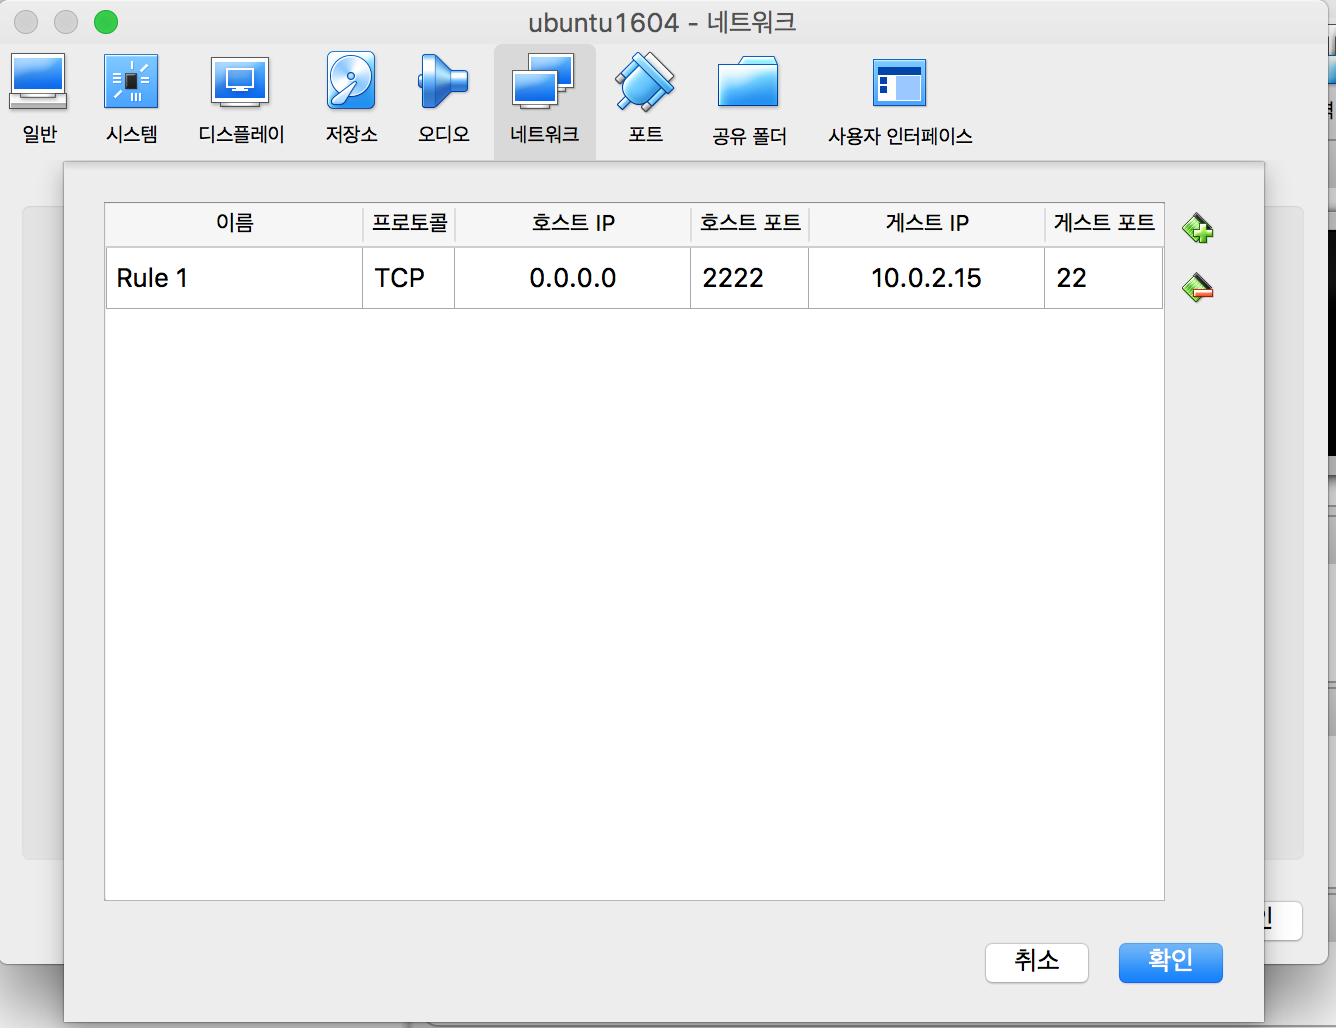 ubuntu1604 - 네트워크
일반 시스템 디스플레이 저장소 오디오 네트워크 포트 공유 폴더 사용자 인터페이스
이름 프로토콜 호스트 IP 호스트 포트 게스트 IP 게스트 포트
Rule 1 TCP 0.0.0.0 2222 10.0.2.15 22
취소 확인